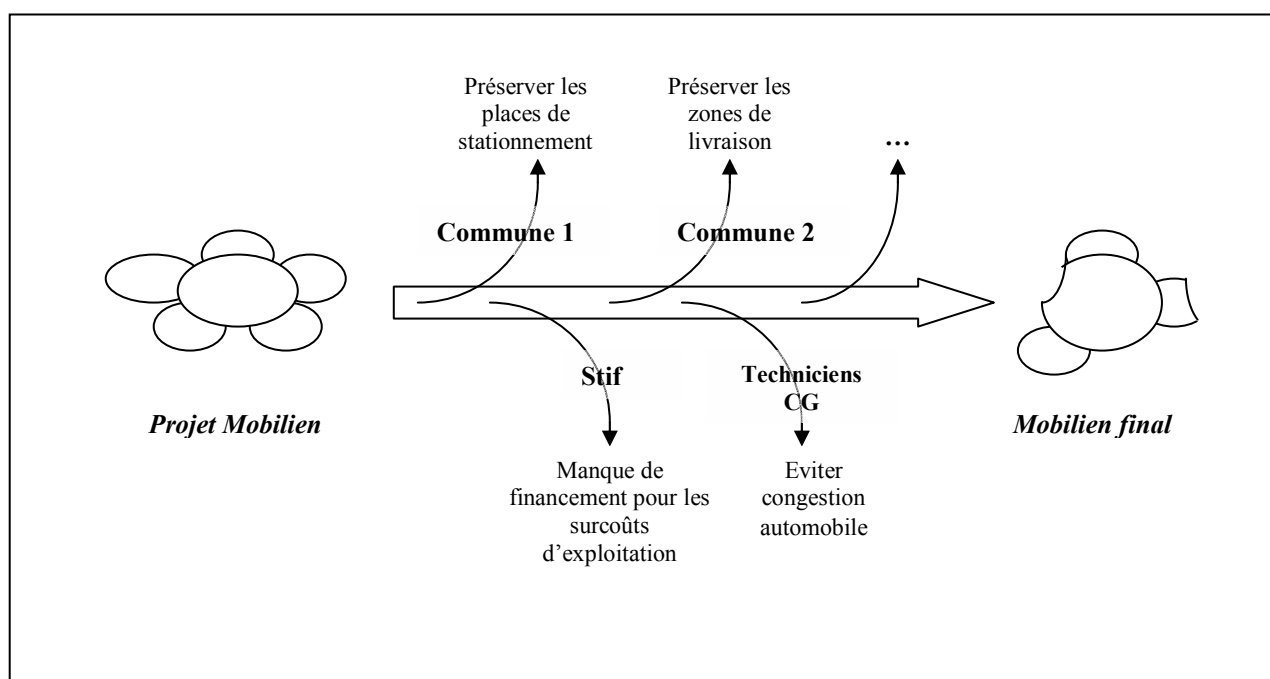 Préserver les
places de
stationnement
Préserver les
zones de
livraison
...
Commune 1
Commune 2
Stif
Techniciens
CG
Projet Mobilien
Mobilien final
Manque de
financement pour les
surcoûts
d’exploitation
Eviter
congestion
automobile